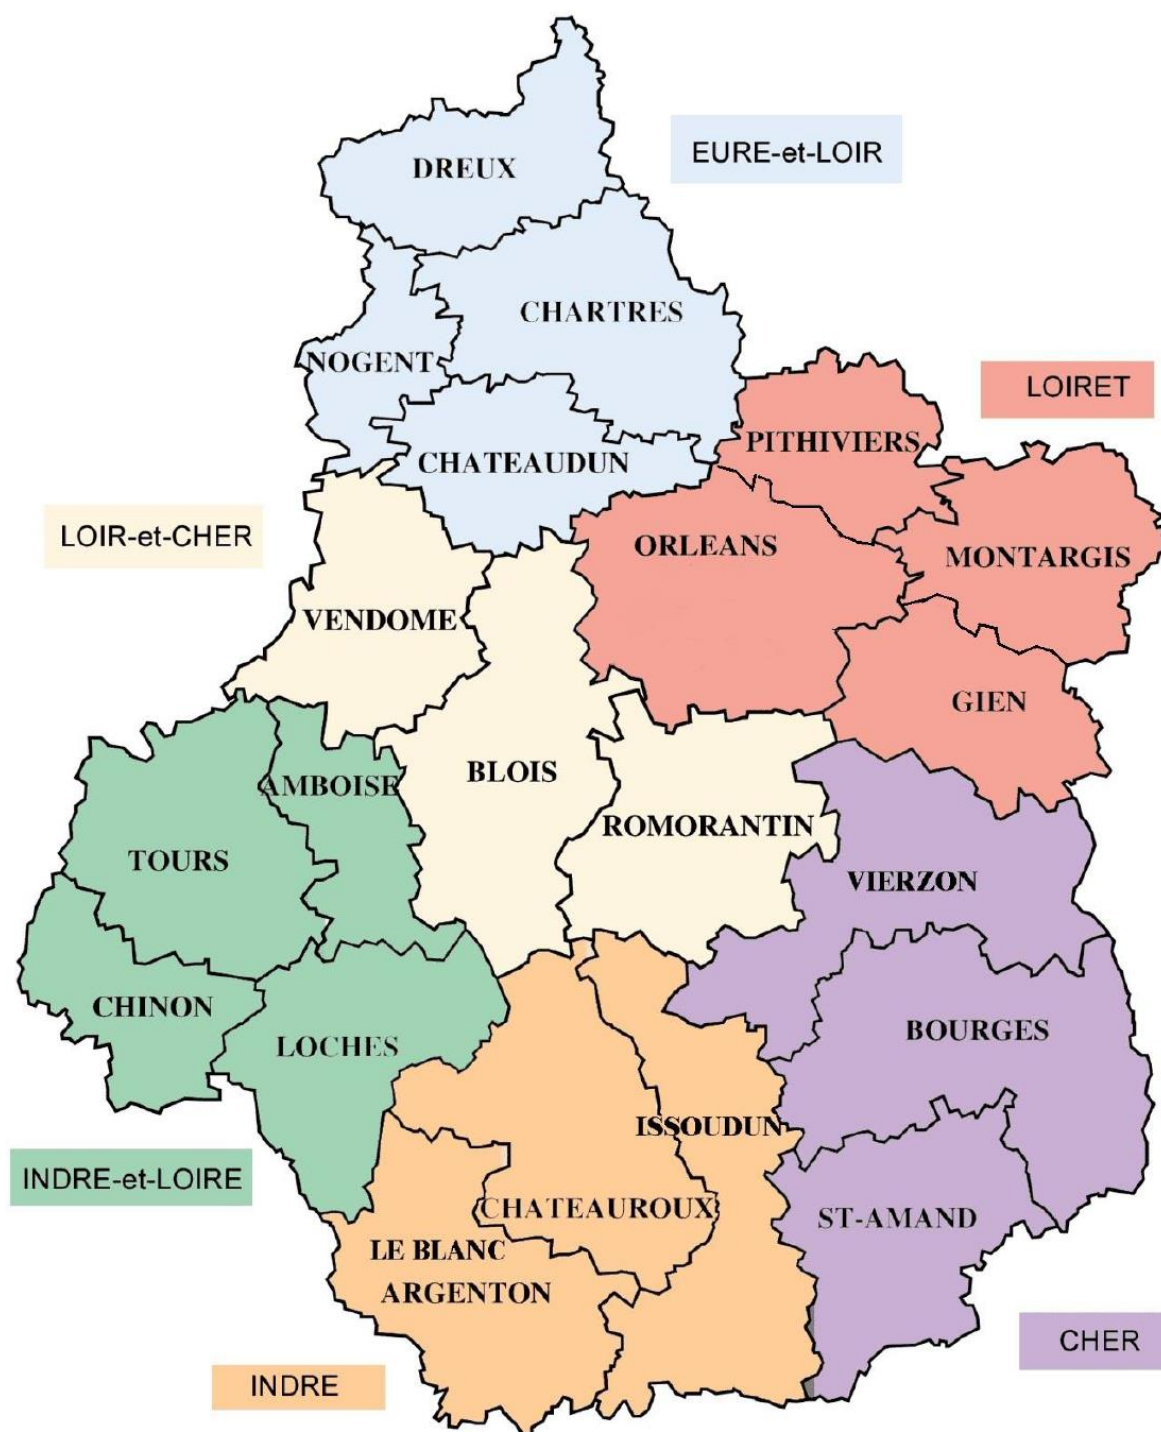 DREUX
EURE-et-LOIR
CHARTRES
NOGENT
LOIRET
PITHIVIERS
CHATEAUDUN
LOIR-et-CHER
ORLEANS
MONTARGIS
VENDOME
GIEN
BLOIS
AMBOISE
ROMORANTIN
TOURS
VIERZON
CHINON
BOURGES
LOCHES
ISSOUDUN
INDRE-et-LOIRE
CHATEAUROUX
ST-AMAND
LE BLANC
ARGENTON
CHER
INDRE